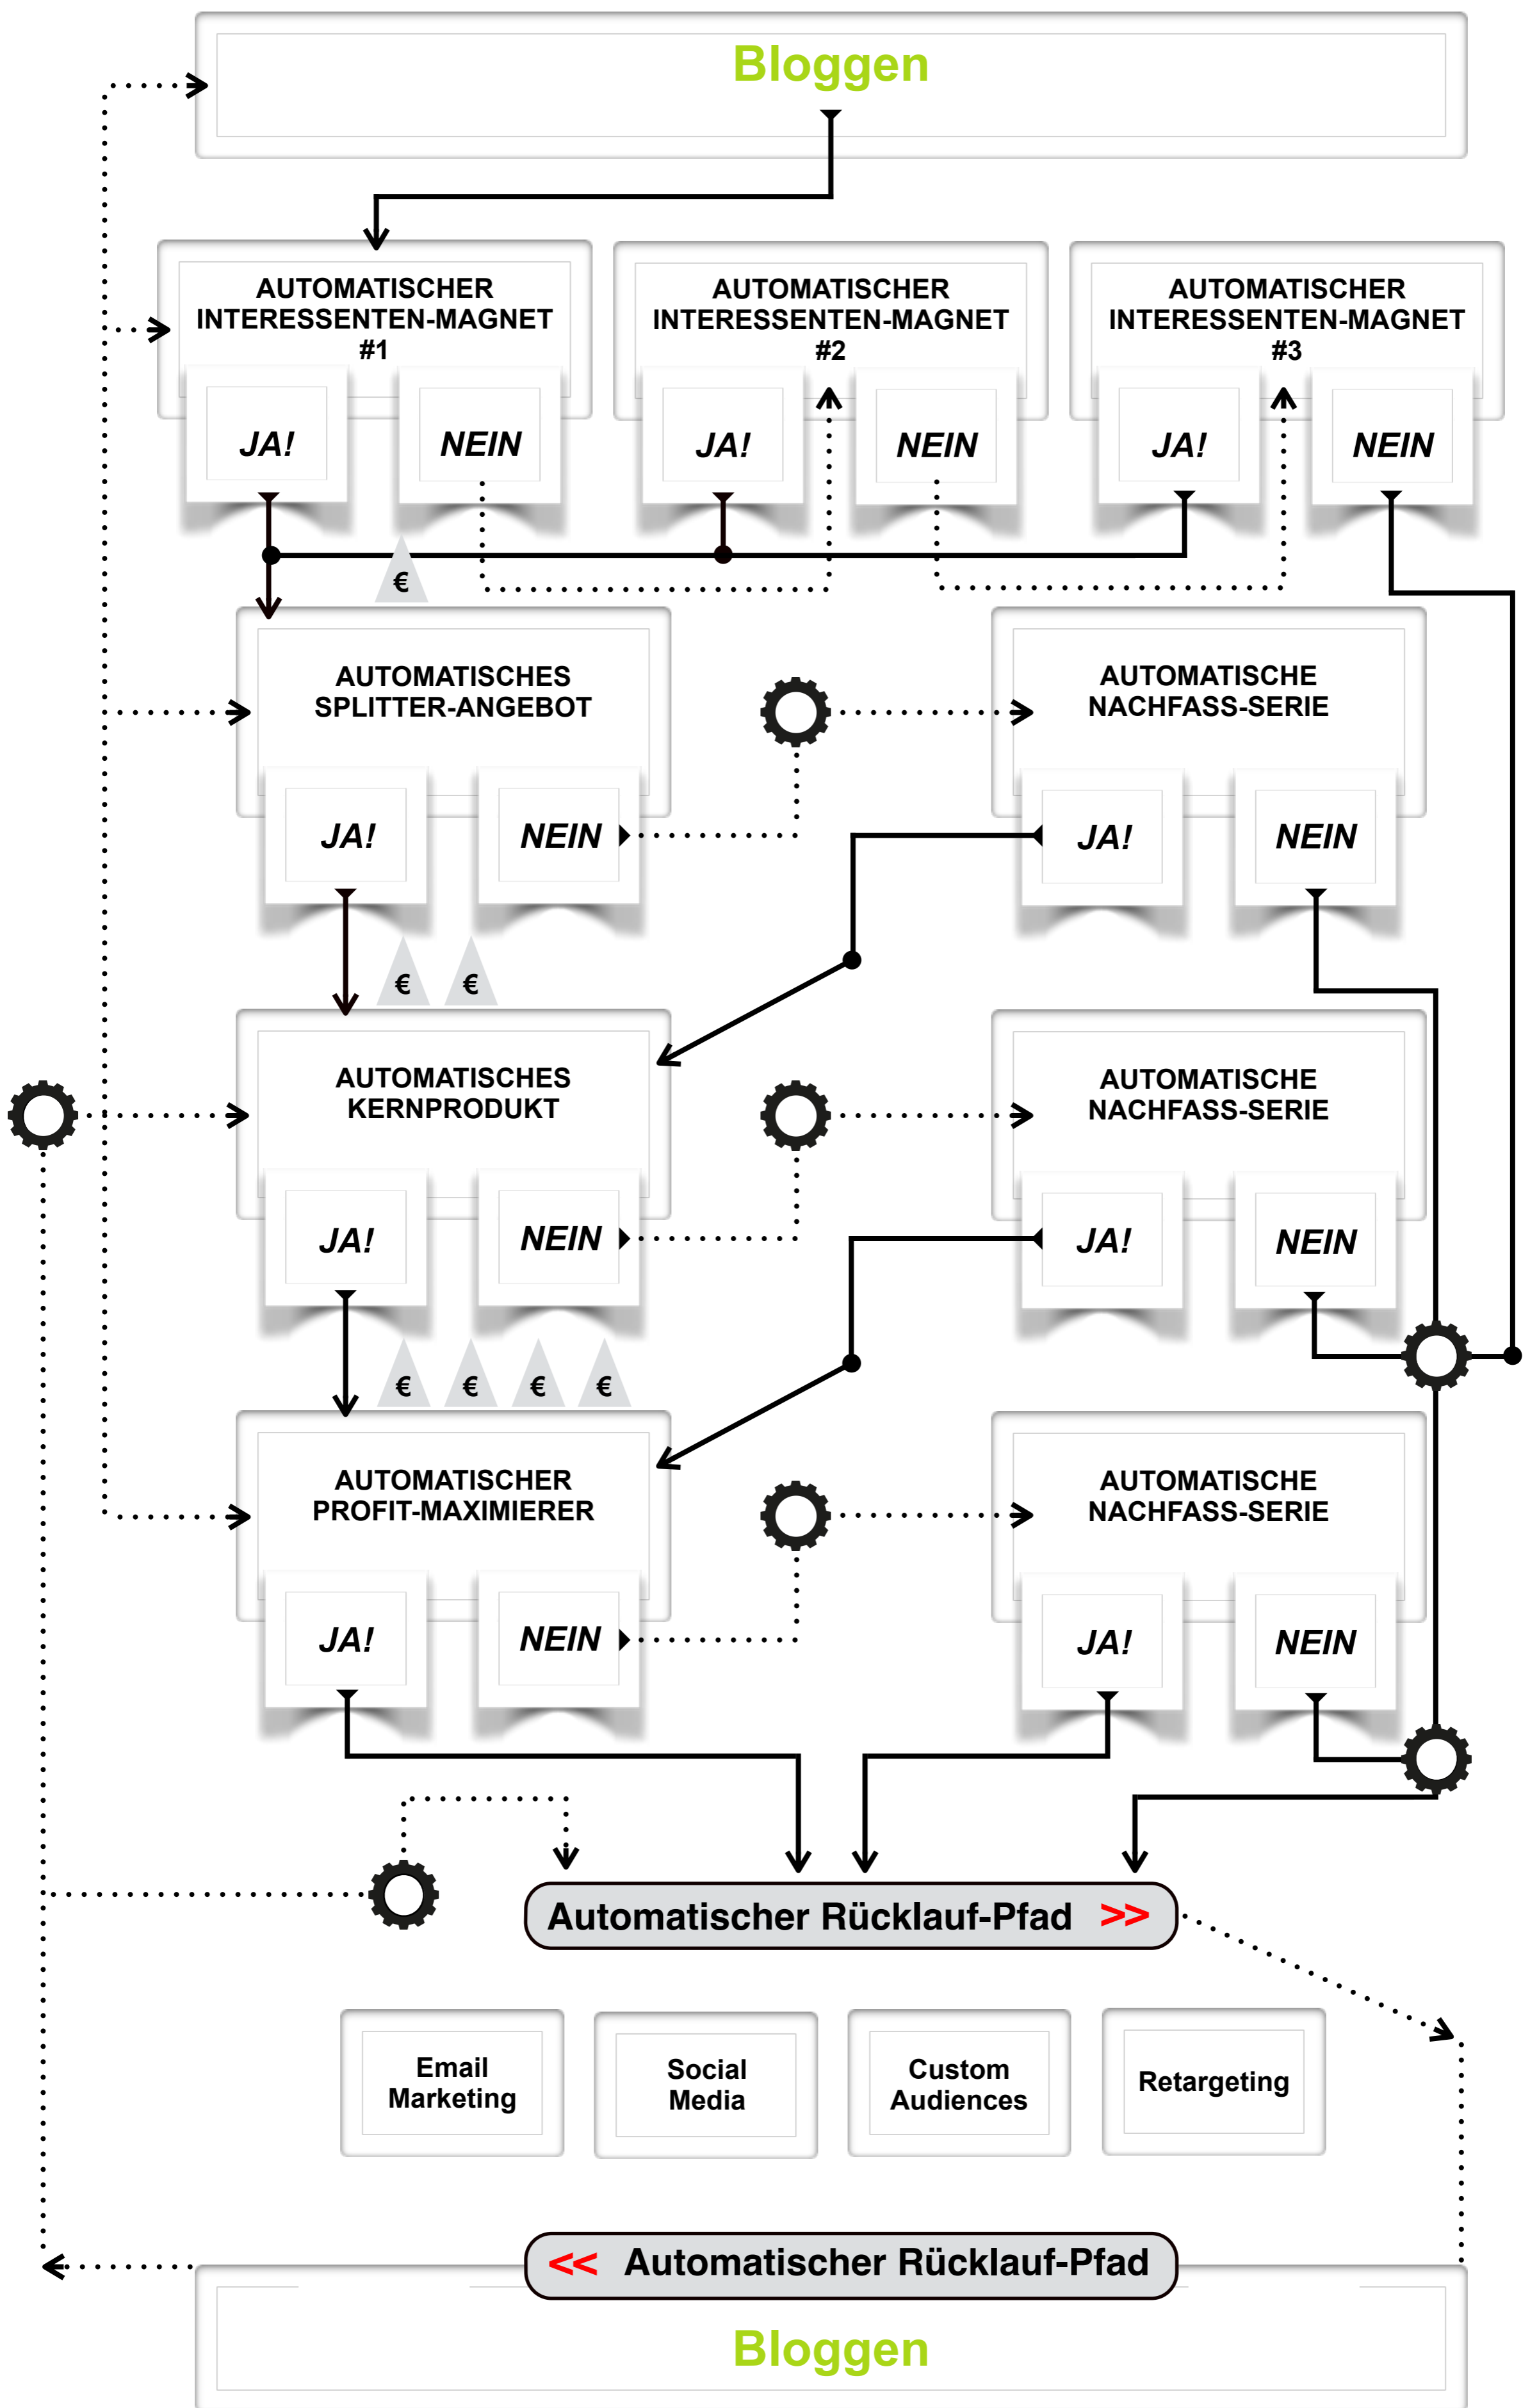 Bloggen
AUTOMATISCHER
INTERESSENTEN-MAGNET
#1
JA!
NEIN
AUTOMATISCHER
INTERESSENTEN-MAGNET
#2
JA!
NEIN
AUTOMATISCHER
INTERESSENTEN-MAGNET
#3
JA!
NEIN
€
AUTOMATISCHES
SPLITTER-ANGEBOT
JA!
NEIN
AUTOMATISCHE
NACHFASS-SERIE
JA!
NEIN
€ €
AUTOMATISCHES
KERNPRODUKT
JA!
NEIN
AUTOMATISCHE
NACHFASS-SERIE
JA!
NEIN
€ € € €
AUTOMATISCHER
PROFIT-MAXIMIERER
JA!
NEIN
AUTOMATISCHE
NACHFASS-SERIE
JA!
NEIN
Automatischer Rücklauf-Pfad >>
Email
Marketing
Social
Media
Custom
Audiences
Retargeting
<< Automatischer Rücklauf-Pfad
Bloggen